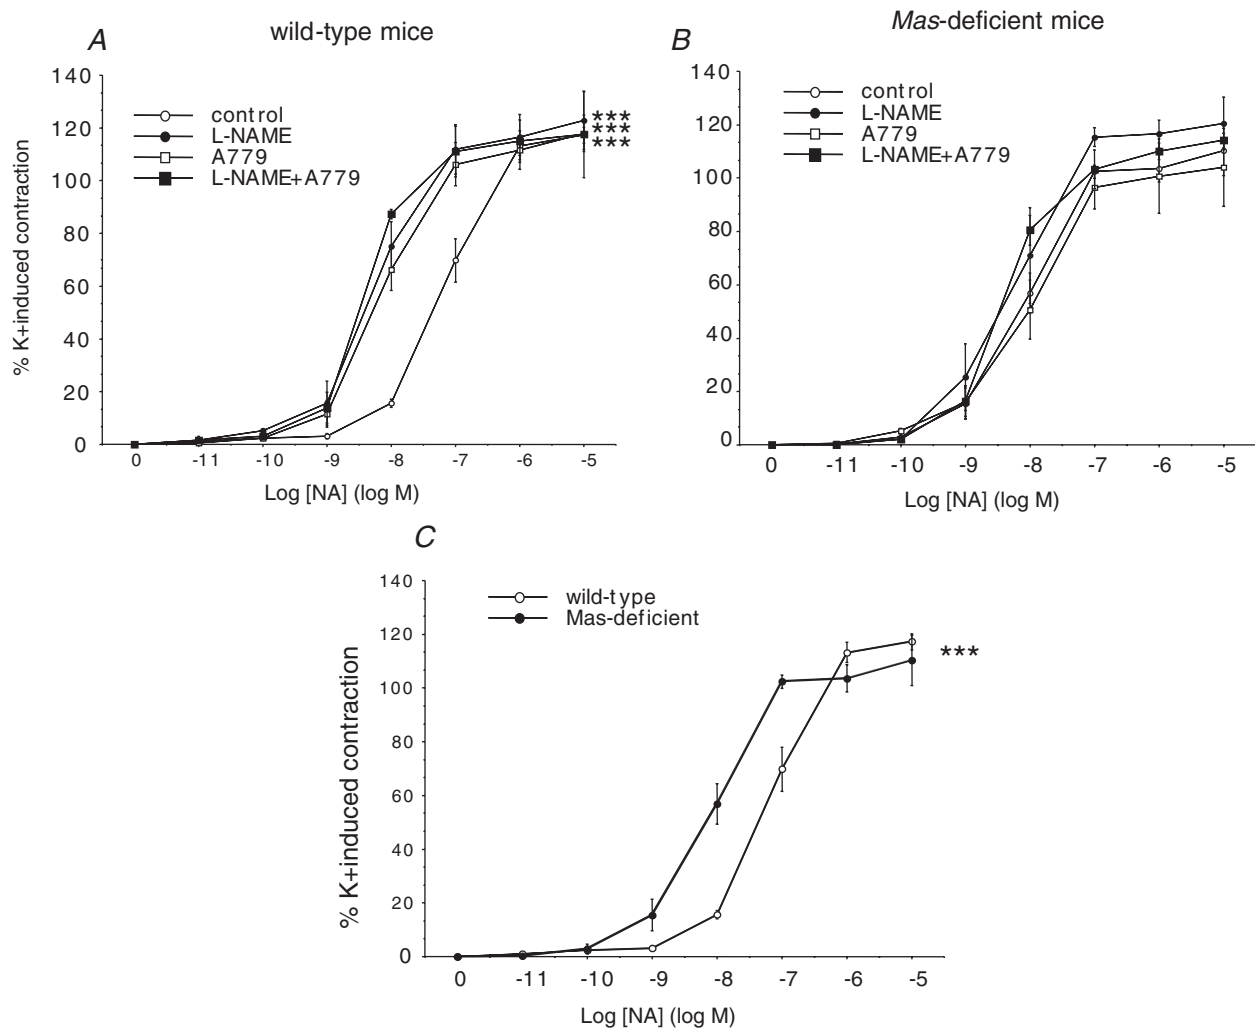 A
wild-type mice
140
120
100
80
60
40
20
0
% K+induced contraction
control
L-NAME
A779
L-NAME+A779
***
***
***
0 -11 -10 -9 -8 -7 -6 -5
Log [NA] (log M)
B
Mas-deficient mice
140
120
100
80
60
40
20
0
control
L-NAME
A779
L-NAME+A779
0 -11 -10 -9 -8 -7 -6 -5
Log [NA] (log M)
C
140
120
100
80
60
40
20
0
% K+induced contraction
wild-type
Mas-deficient
***
0 -11 -10 -9 -8 -7 -6 -5
Log [NA] (log M)